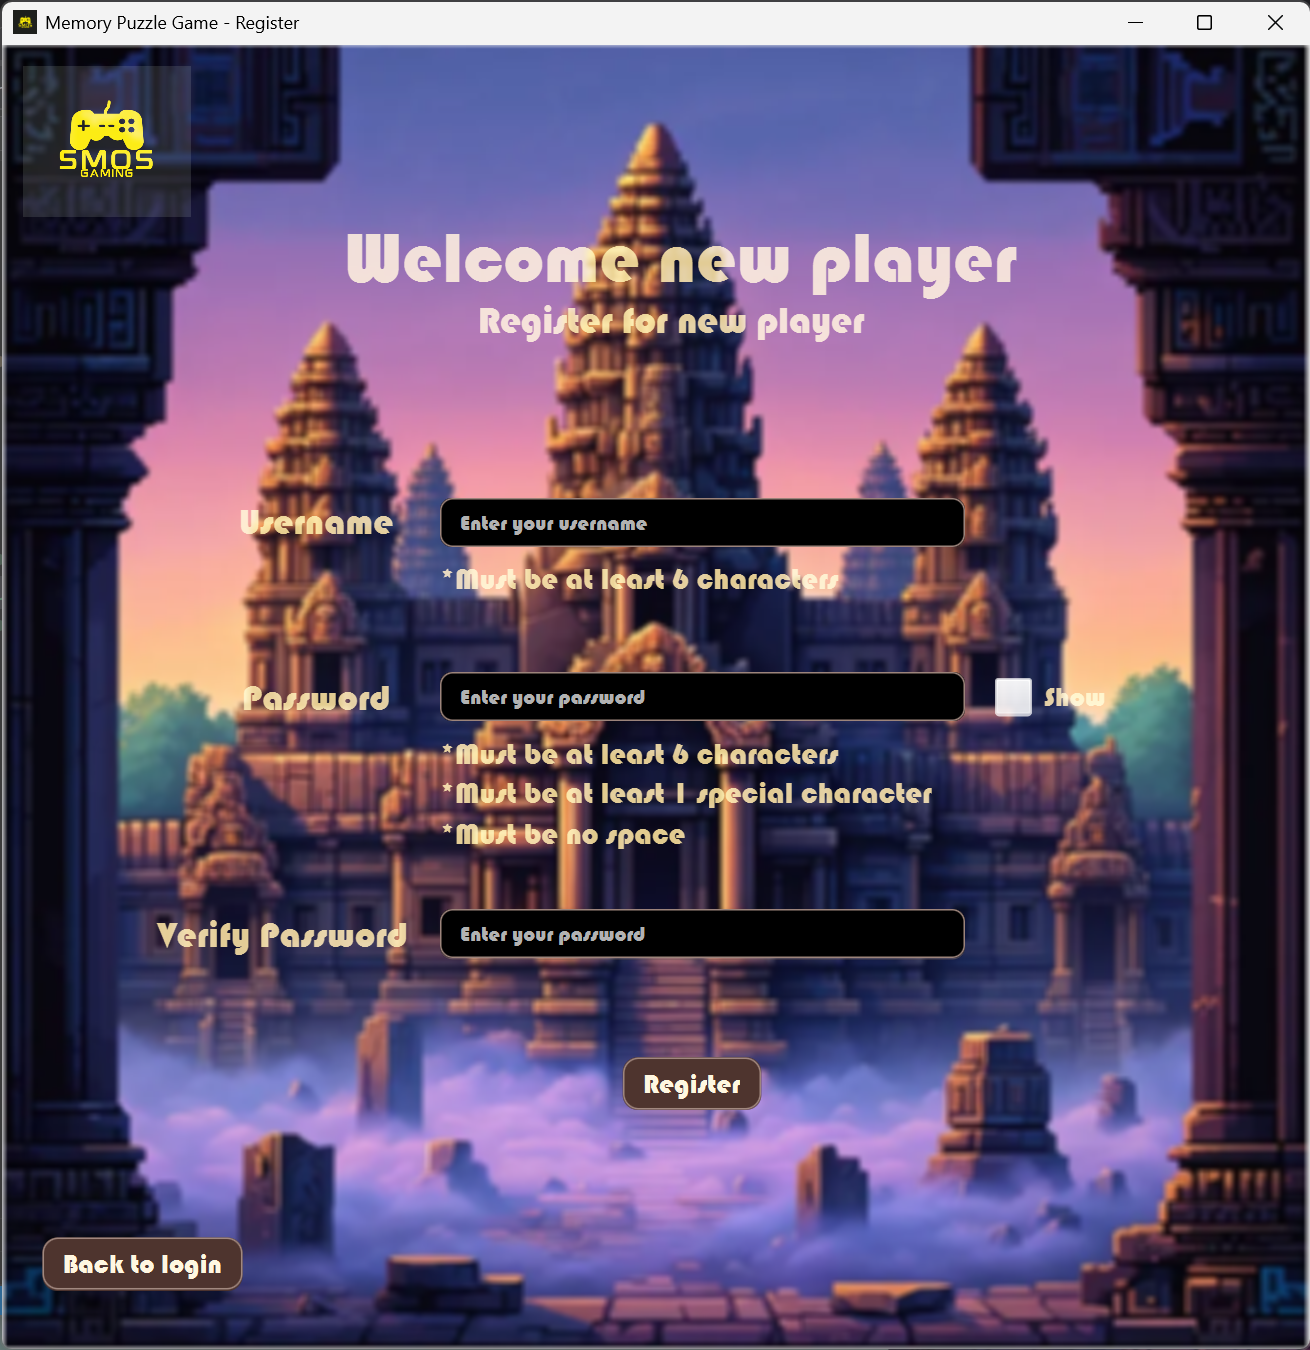 Memory Puzzle Game - Register
SMOS
GAMING
Welcome new player
Register for new player
Username
Enter your username
*Must be at least 6 characters
Password
Enter your password
Show
*Must be at least 6 characters
*Must be at least 1 special character
*Must be no space
Verify Password
Enter your password
Register
Back to login